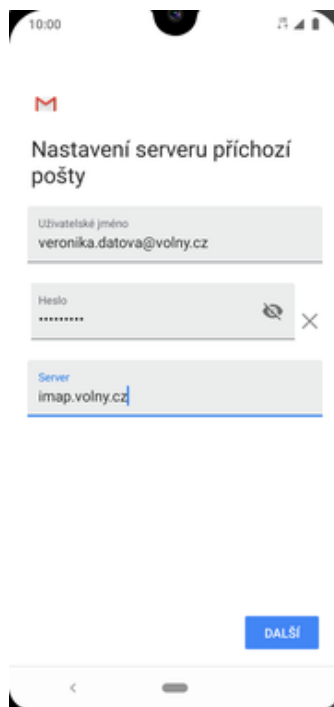 10:00
Nastavení serveru příchozí
pošty
Uživatelské jméno
veronika.datova@volny.cz
Heslo
•••••••••
Server
imap.volny.cz
DALŠÍ